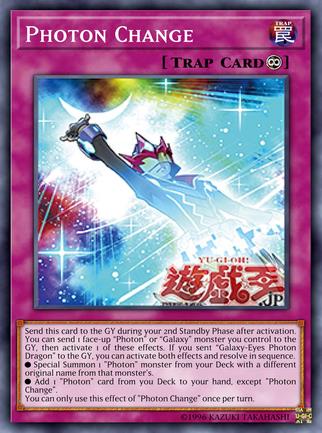 Photon Change
TRAP
罠
[Trap Card]
YU-GI-OH!
遊戯王
.JP
Send this card to the GY during your 2nd Standby Phase after activation.
You can send 1 face-up "Photon" or "Galaxy" monster you control to the
GY, then activate 1 of these effects. If you sent "Galaxy-Eyes Photon
Dragon" to the GY, you can activate both effects and resolve in sequence.
● Special Summon 1 "Photon" monster from your Deck with a different
original name from that monster's.
● Add 1 "Photon" card from you Deck to your hand, except "Photon
Change".
You can only use this effect of "Photon Change" once per turn.
©1996 KAZUKI TAKAHASHI